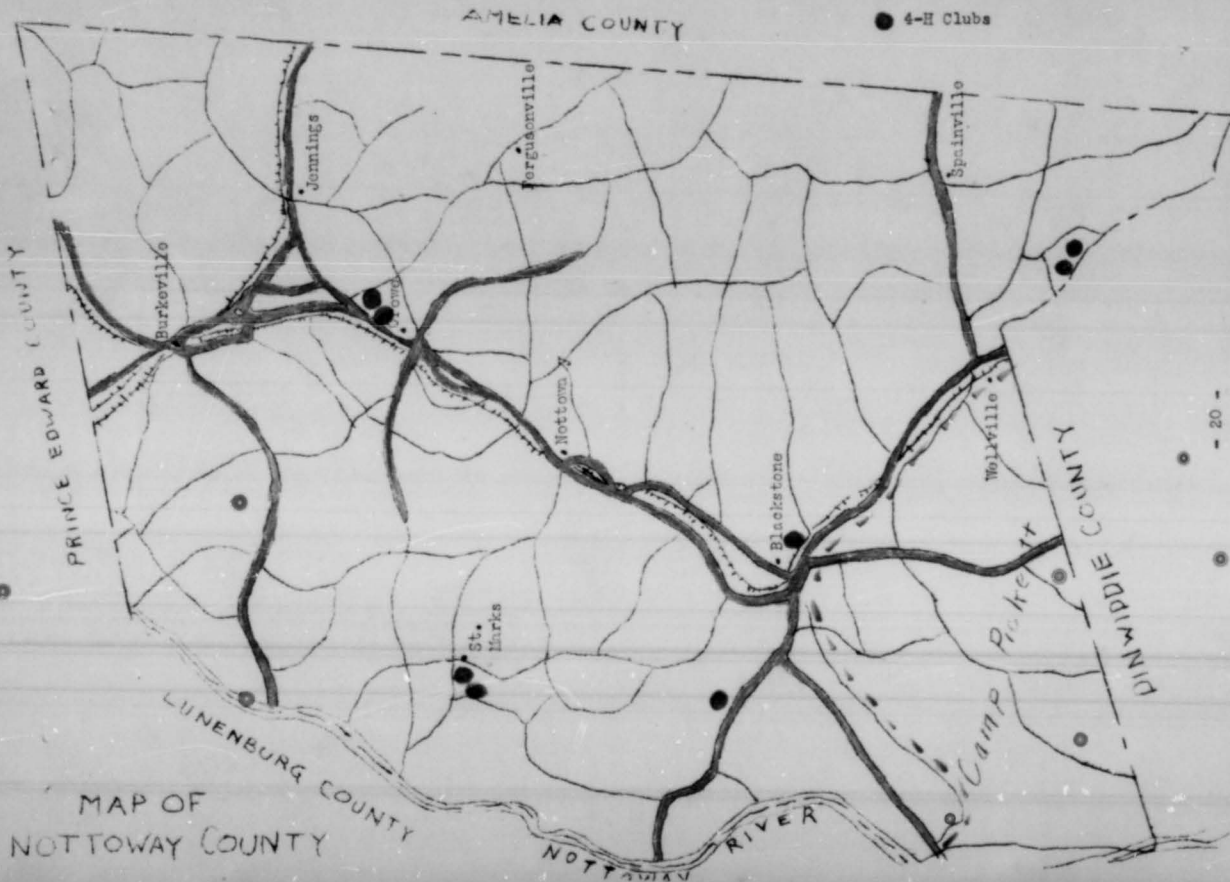 AMELIA COUNTY
4-H Clubs
Jennings
Fergusonville
Spainville
PRINCE EDWARD COUNTY
Burkeville
Nottoway
Blackstone
Wellville
St.
Marks
Camp Pickett
DINWIDDIE COUNTY
- 20 -
LUNENBURG COUNTY
NOTTOWAY
RIVER
MAP OF
NOTTOWAY COUNTY